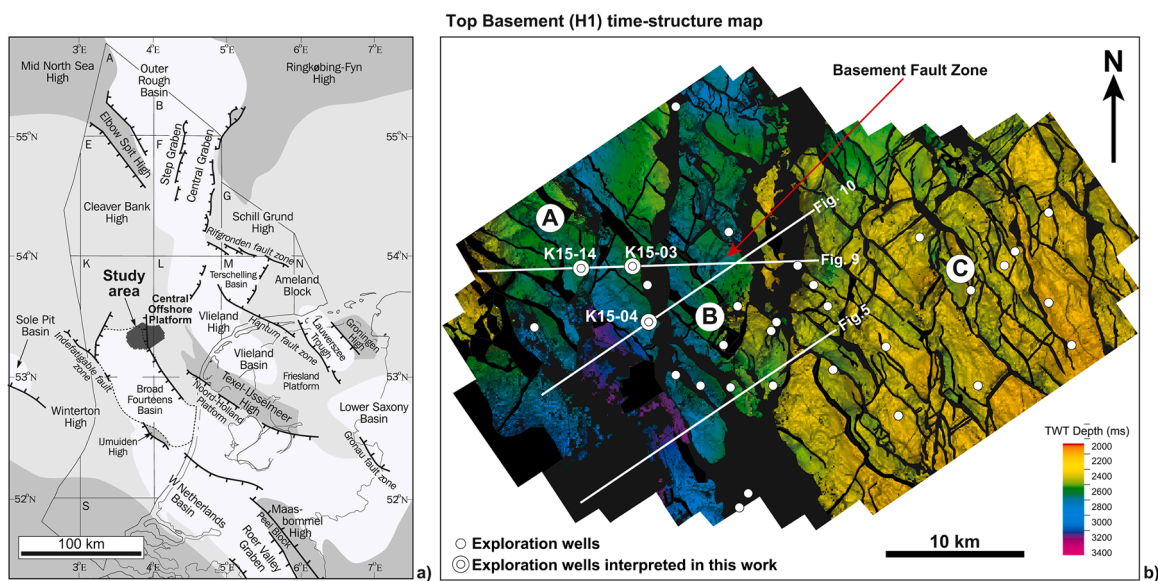 Top Basement (H1) time-structure map
3°E 4°E 5°E 6°E
Mid North Sea
High
A
Outer
Rough
Basin
Ringkøbing-Fyn
High
B
55°N
Elbow Spit High
E
F
Step Graben
Central Graben
Cleaver Bank
High
G
Schill Grund
High
Rifgronden fault zone
54°N
K
L
M
N
Terschelling
Basin
Ameland
Block
Study
area
Central
Offshore
Platform
Vlieland
High
Hantum fault zone
Lauwerszee
Trough
Groningen
High
Sole Pit
Basin
Indefatigable fault
zone
Vlieland
Basin
Friesland
Platform
53°N
Broad
Fourteens
Basin
Texel-IJsselmeer
High
Noord-Holland
Platform
Winterton
High
Lower Saxony
Basin
IJmuiden
High
Gronau fault
zone
52°N
S
W Netherlands
Basin
Maas-
bommel
High
Peel Block
Roer Valley
Graben
100 km
3°E 4°E 5°E 6°E
a)
Basement Fault Zone
N
A
Fig. 10
K15-14
K15-03
Fig. 9
C
K15-04
B
Fig.5
TWT Depth (ms)
2000
2200
2400
2600
2800
3000
3200
3400
Exploration wells
Exploration wells interpreted in this work
10 km
b)